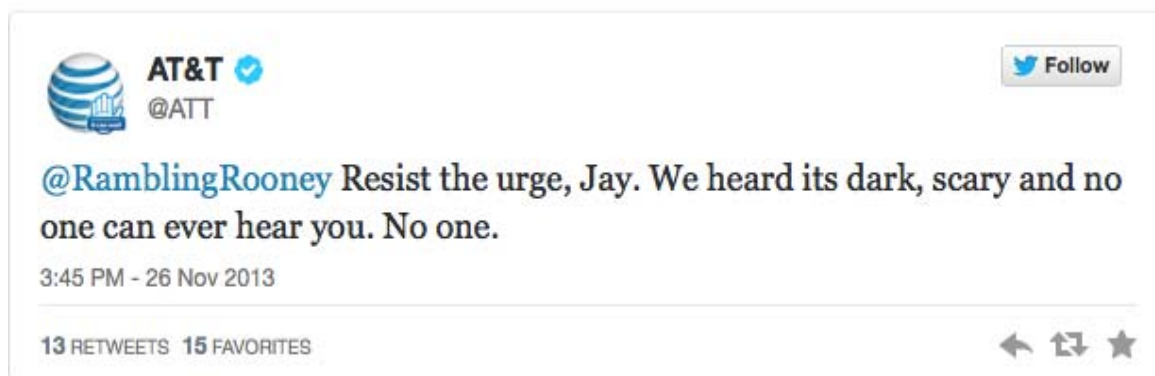 AT&T
@ATT
Follow
@RamblingRooney Resist the urge, Jay. We heard its dark, scary and no
one can ever hear you. No one.
3:45 PM - 26 Nov 2013
13 RETWEETS 15 FAVORITES